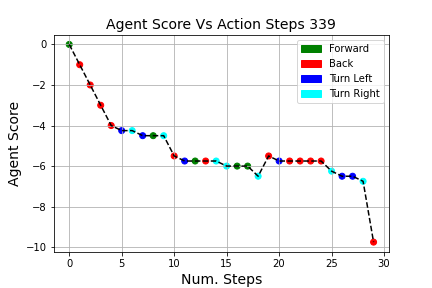 Agent Score Vs Action Steps 339
Forward
Back
Turn Left
Turn Right
Agent Score
0
−2
−4
−6
−8
−10
0 5 10 15 20 25 30
Num. Steps